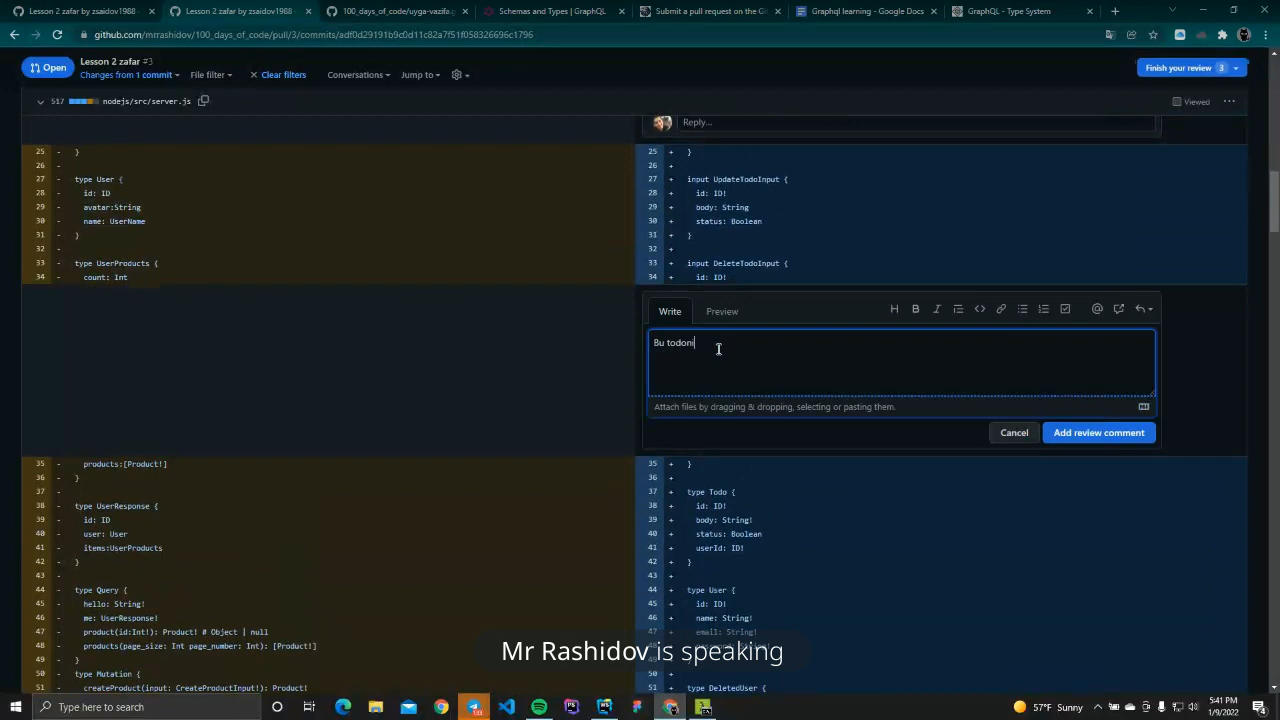 Lesson 2 zafar by zsaidov1988
Lesson 2 zafar by zsaidov1988
100_days_of_code/uyga-vazifa.g
Schemas and Types | GraphQL
Submit a pull request on the Gi
Graphql learning - Google Docs
GraphQL - Type System
github.com/mrrashidov/100_days_of_code/pull/3/commits/adf0d29191b9c0d11c82a7f51f058326696c1796
Open
Lesson 2 zafar #3
Changes from 1 commit
File filter
Clear filters
Conversations
Jump to
Finish your review 3
517 nodejs/src/server.js
Viewed
Reply...
25 - }
26 -
27 - type User {
28 - id: ID
29 - avatar:String
30 - name: UserName
31 - }
32 -
33 - type UserProducts {
34 - count: Int
25 + }
26 +
27 + input UpdateTodoInput {
28 + id: ID!
29 + body: String
30 + status: Boolean
31 + }
32 +
33 + input DeleteTodoInput {
34 + id: ID!
Write
Preview
Bu todoni
Attach files by dragging & dropping, selecting or pasting them.
Cancel
Add review comment
35 - products:[Product!]
36 - }
37 -
38 - type UserResponse {
39 - id: ID
40 - user: User
41 - items:UserProducts
42 - }
43 -
44 - type Query {
45 - hello: String!
46 - me: UserResponse!
47 - product(id:Int!): Product! # Object | null
48 - products(page_size: Int page_number: Int): [Product!]
49 - }
50 - type Mutation {
51 - createProduct(input: CreateProductInput!): Product!
35 + }
36 +
37 + type Todo {
38 + id: ID!
39 + body: String!
40 + status: Boolean
41 + userId: ID!
42 + }
43 +
44 + type User {
45 + id: ID!
46 + name: String!
47 + email: String!
50 + }
51 + type DeletedUser {
Mr Rashidov is speaking
Type here to search
57°F Sunny
5:41 PM
1/9/2022